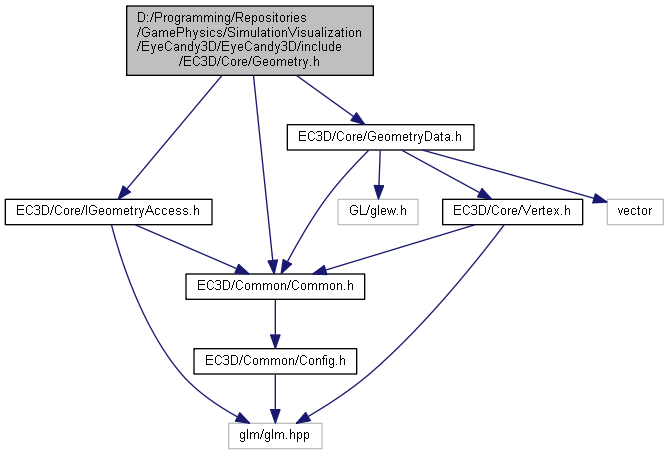 D:/Programming/Repositories
/GamePhysics/SimulationVisualization
/EyeCandy3D/EyeCandy3D/include
/EC3D/Core/Geometry.h
EC3D/Core/GeometryData.h
EC3D/Core/IGeometryAccess.h
GL/glew.h
EC3D/Core/Vertex.h
vector
EC3D/Common/Common.h
EC3D/Common/Config.h
glm/glm.hpp